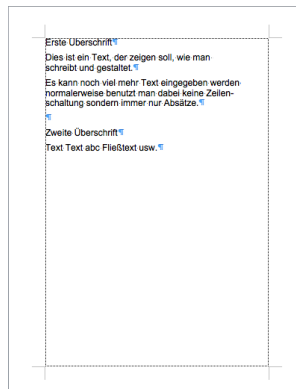 Erste Überschrift¶
Dies ist ein Text, der zeigen soll, wie man
schreibt und gestaltet.¶
Es kann noch viel mehr Text eingegeben werden
normalerweise benutzt man dabei keine Zeilen-
schaltung sondern immer nur Absätze.¶
¶
Zweite Überschrift¶
Text Text abc Fließtext usw.¶